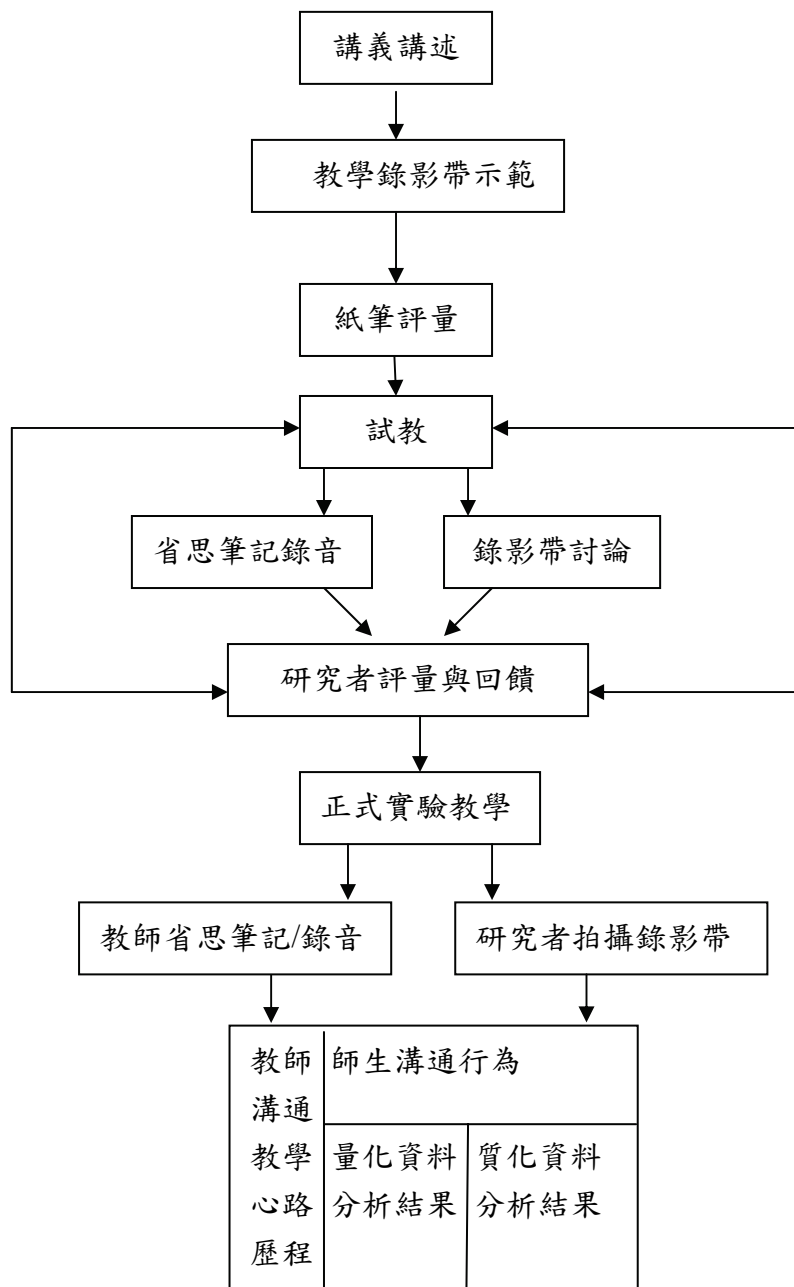 講義講述
教學錄影帶示範
紙筆評量
試教
省思筆記錄音
錄影帶討論
研究者評量與回饋
正式實驗教學
教師省思筆記/錄音
研究者拍攝錄影帶
教師
溝通
教學
心路
歷程
師生溝通行為
量化資料
分析結果
質化資料
分析結果